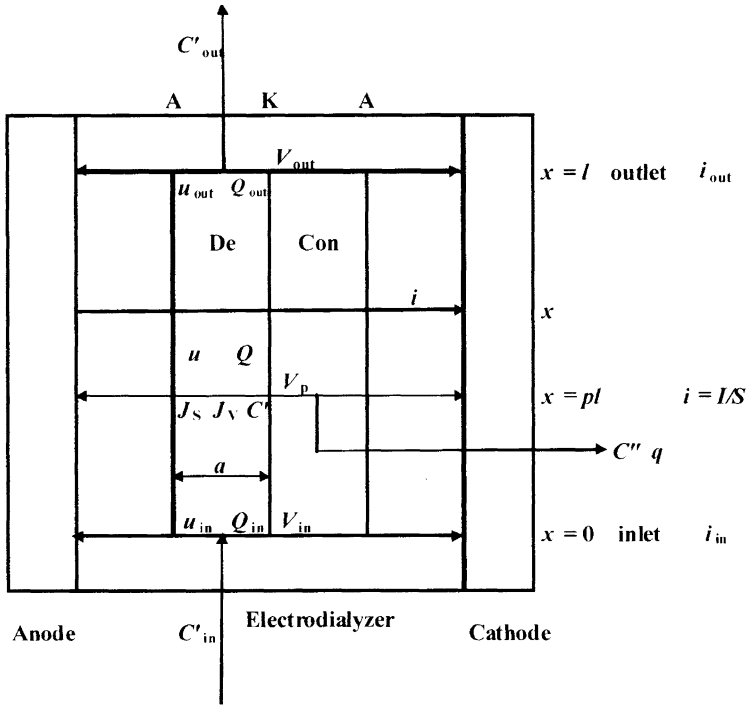 C′out
A K A
Vout
x = l outlet iout
uout Qout
De Con
i x
u Q
Vp
x = pl i = I/S
JS JV C′
C″ q
a
uin Qin Vin
x = 0 inlet iin
Anode C′in Electrodialyzer Cathode